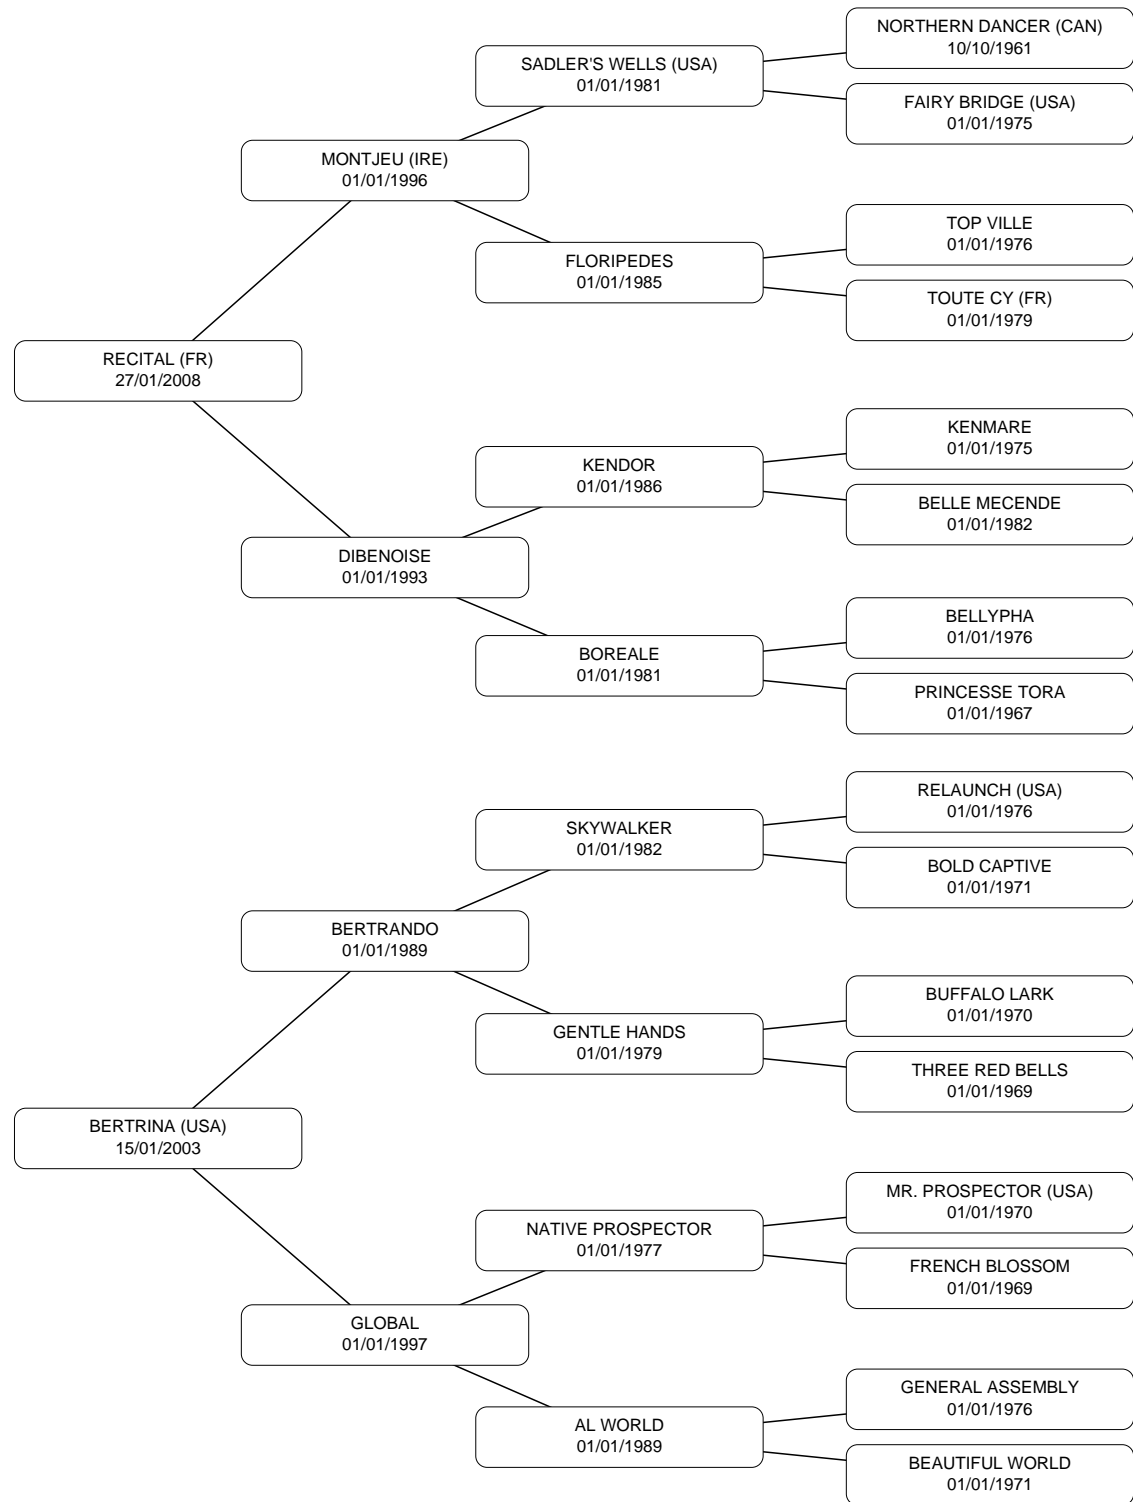 NORTHERN DANCER (CAN)
10/10/1961
SADLER'S WELLS (USA)
01/01/1981
FAIRY BRIDGE (USA)
01/01/1975
MONTJEU (IRE)
01/01/1996
TOP VILLE
01/01/1976
FLORIPEDES
01/01/1985
TOUTE CY (FR)
01/01/1979
RECITAL (FR)
27/01/2008
KENMARE
01/01/1975
KENDOR
01/01/1986
BELLE MECENDE
01/01/1982
DIBENOISE
01/01/1993
BELLYPHA
01/01/1976
BOREALE
01/01/1981
PRINCESSE TORA
01/01/1967
RELAUNCH (USA)
01/01/1976
SKYWALKER
01/01/1982
BOLD CAPTIVE
01/01/1971
BERTRANDO
01/01/1989
BUFFALO LARK
01/01/1970
GENTLE HANDS
01/01/1979
THREE RED BELLS
01/01/1969
BERTRINA (USA)
15/01/2003
MR. PROSPECTOR (USA)
01/01/1970
NATIVE PROSPECTOR
01/01/1977
FRENCH BLOSSOM
01/01/1969
GLOBAL
01/01/1997
GENERAL ASSEMBLY
01/01/1976
AL WORLD
01/01/1989
BEAUTIFUL WORLD
01/01/1971